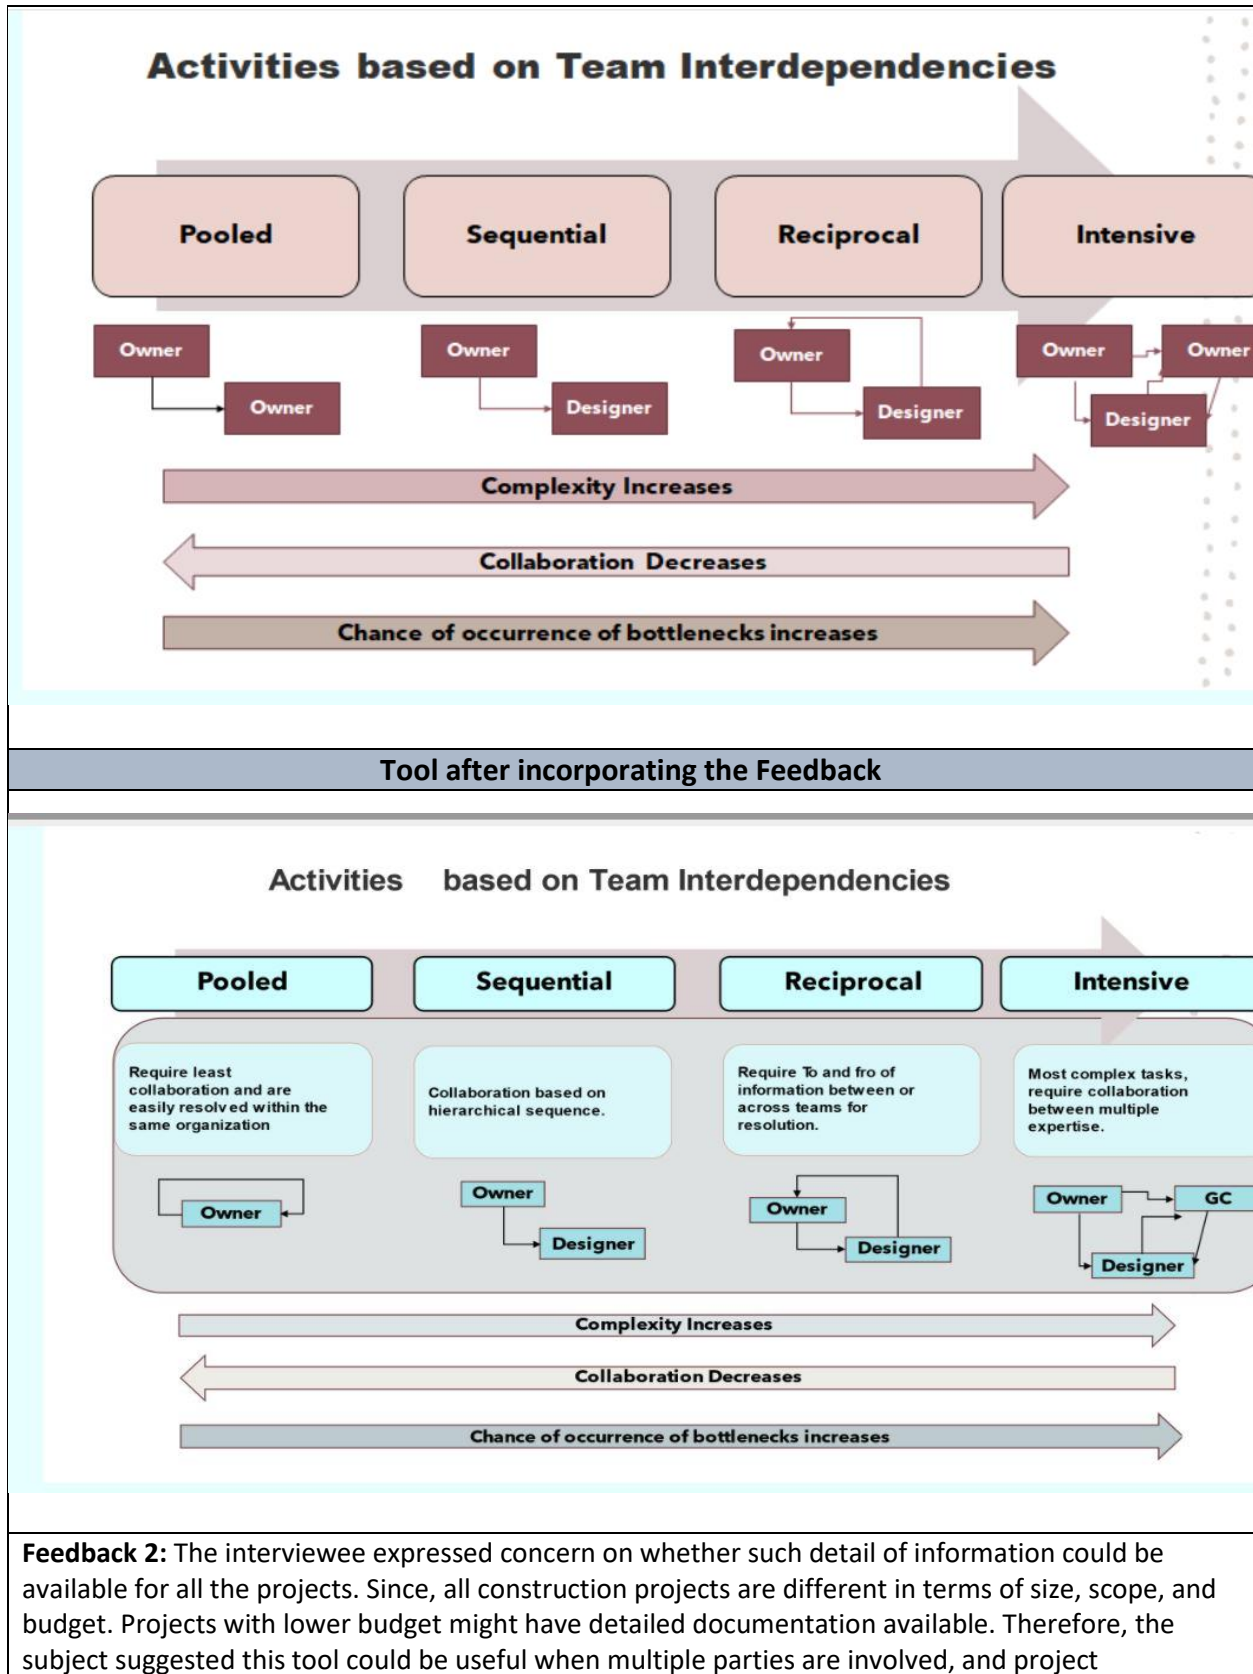 Activities based on Team Interdependencies
Pooled
Sequential
Reciprocal
Intensive
Owner
Owner
Owner
Designer
Owner
Designer
Owner
Owner
Designer
Complexity Increases
Collaboration Decreases
Chance of occurrence of bottlenecks increases
Tool after incorporating the Feedback
Activities based on Team Interdependencies
Pooled
Sequential
Reciprocal
Intensive
Require least
collaboration and are
easily resolved within the
same organization
Collaboration based on
hierarchical sequence.
Require To and fro of
information between or
across teams for
resolution.
Most complex tasks,
require collaboration
between multiple
expertise.
Owner
Owner
Designer
Owner
Designer
Owner
GC
Designer
Complexity Increases
Collaboration Decreases
Chance of occurrence of bottlenecks increases
Feedback 2: The interviewee expressed concern on whether such detail of information could be
available for all the projects. Since, all construction projects are different in terms of size, scope, and
budget. Projects with lower budget might have detailed documentation available. Therefore, the
subject suggested this tool could be useful when multiple parties are involved, and project